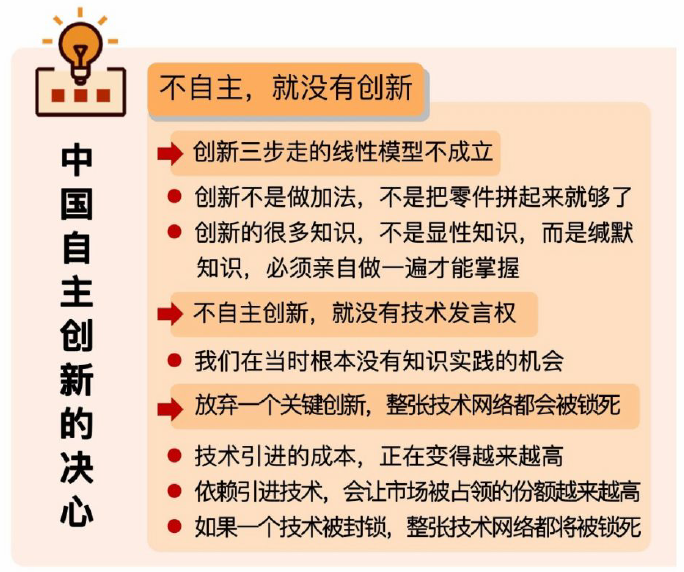 中国自主创新的决心
不自主，就没有创新
创新三步走的线性模型不成立
创新不是做加法，不是把零件拼起来就够了
创新的很多知识，不是显性知识，而是缄默
知识，必须亲自做一遍才能掌握
不自主创新，就没有技术发言权
我们在当时根本没有知识实践的机会
放弃一个关键创新，整张技术网络都会被锁死
技术引进的成本，正在变得越来越高
依赖引进技术，会让市场被占领的份额越来越高
如果一个技术被封锁，整张技术网络都将被锁死